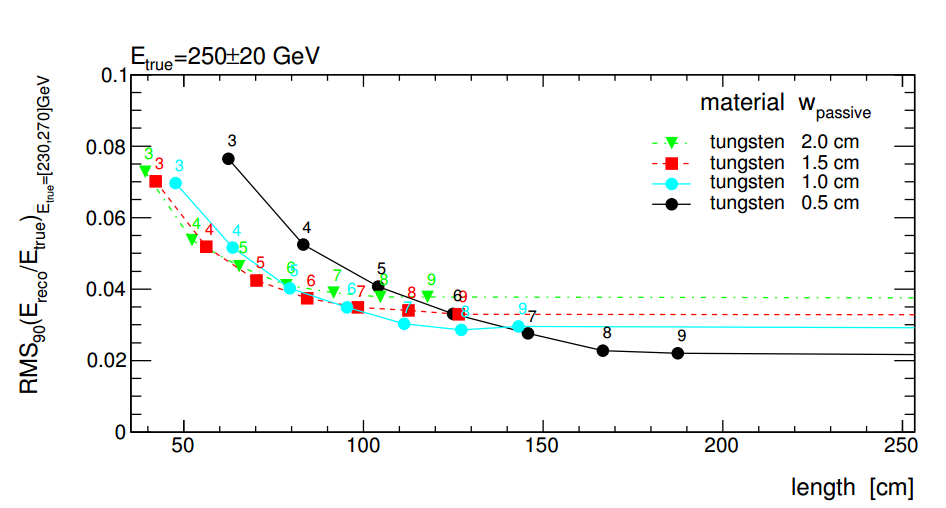 E_true=250±20 GeV
RMS90(E_reco/E_true)E_true=[230,270]GeV
0.1
0.08
0.06
0.04
0.02
0
material w_passive
tungsten 2.0 cm
tungsten 1.5 cm
tungsten 1.0 cm
tungsten 0.5 cm
3 4 5 6 7 8 9
3 4 5 6 7 8 9
3 4 5 6 7 8 9
3 4 5 6 7 8 9
50 100 150 200 250
length [cm]